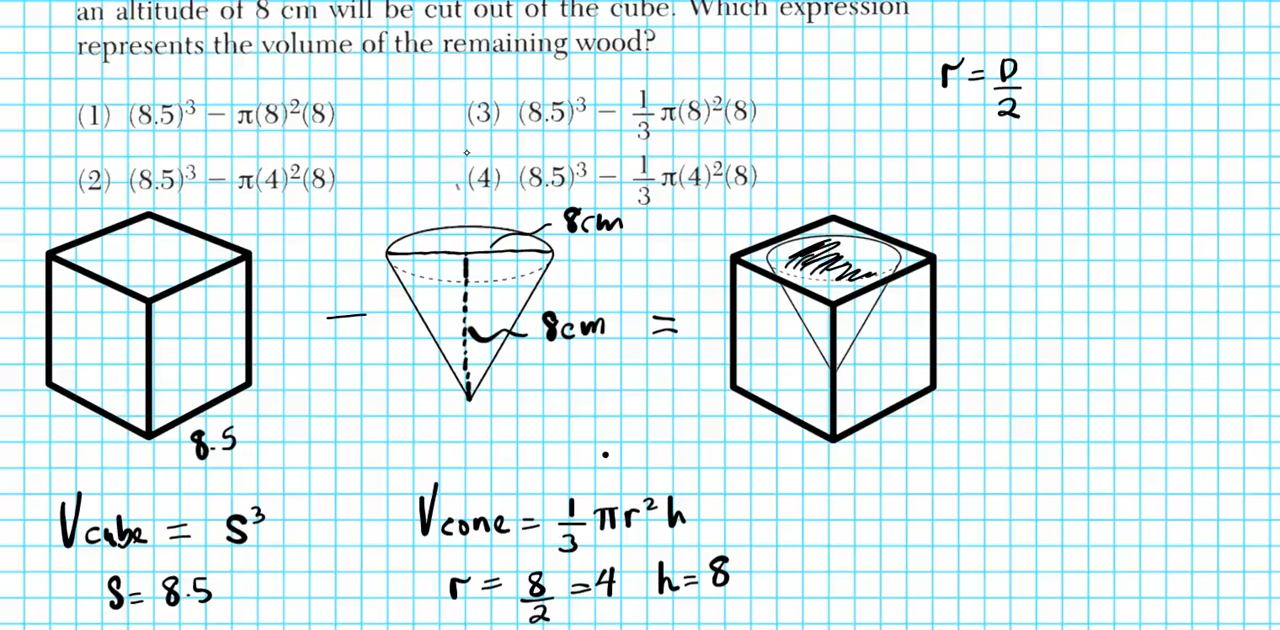 an altitude of 8 cm will be cut out of the cube. Which expression
represents the volume of the remaining wood?
r = D/2
(1) (8.5)³ − π(8)²(8)
(3) (8.5)³ − 1/3 π(8)²(8)
(2) (8.5)³ − π(4)²(8)
(4) (8.5)³ − 1/3 π(4)²(8)
8cm
− 8cm =
8.5
Vcube = s³
Vcone = 1/3 πr²h
s = 8.5
r = 8/2 = 4 h = 8